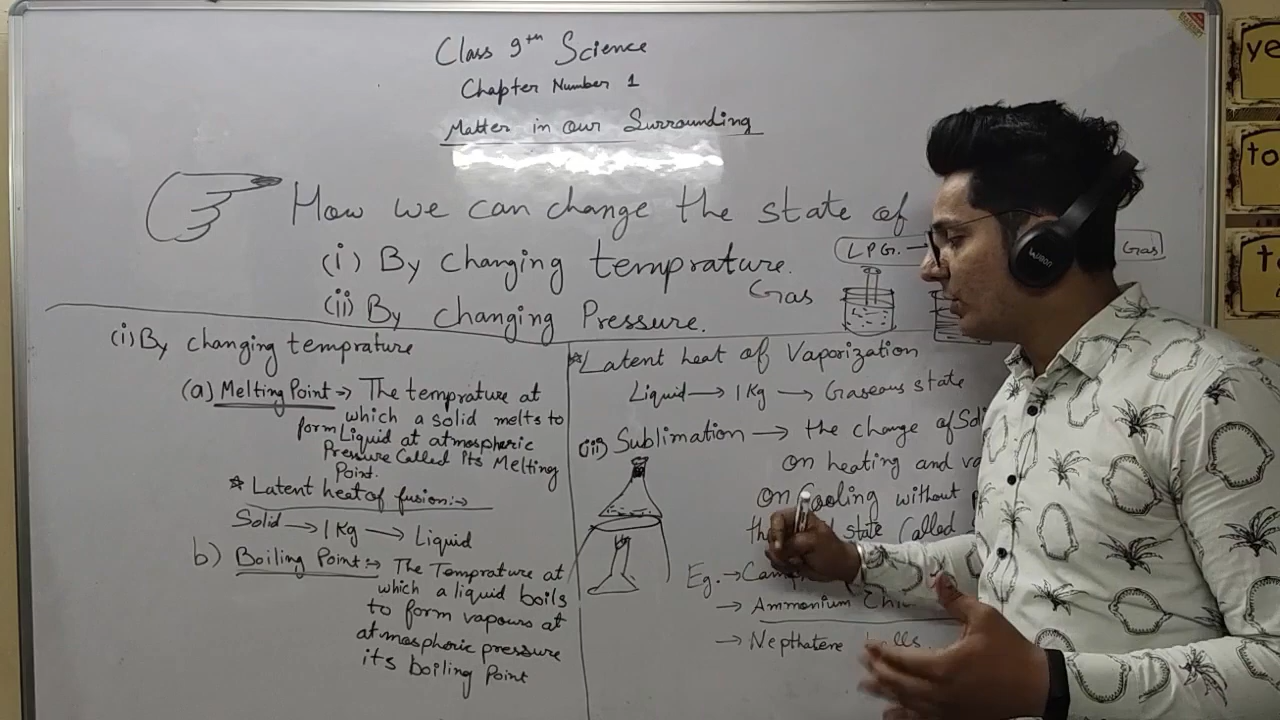 Class 9th Science
Chapter Number 1
Matter in our Surrounding
How we can change the state of
(i) By changing temprature.
(ii) By changing Pressure.
L P G. →
Gas
Gas
(i) By changing temprature
(a) Melting Point → The temprature at
which a solid melts to
form Liquid at atmospheric
Pressure Called Its Melting
Point.
* Latent heat of fusion:→
Solid → 1 Kg → Liquid
b) Boiling Point :→ The Temprature at
which a liquid boils
to form vapours at
atmospheric pressure
its boiling Point
* Latent heat of Vaporization
Liquid → 1 Kg → Gaseous state
(iii) Sublimation → the change of
on heating and
on Cooling without
state Called
Eg. →
→ Ammonium
→ Nepthatene
ye
to